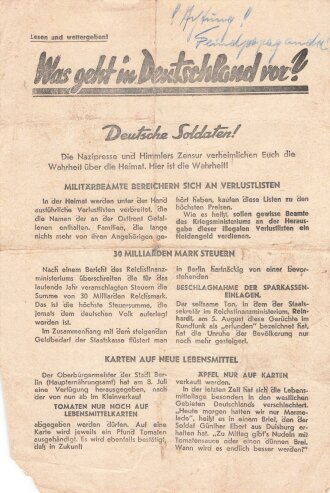 ! Achtung!
Feindpropaganda!
Lesen und weitergeben!
Was geht in Deutschland vor?
Deutsche Soldaten!
Die Nazipresse und Himmlers Zensur verheimlichen Euch die
Wahrheit über die Heimat. Hier ist die Wahrheit!
MILITÄRBEAMTE BEREICHERN SICH AN VERLUSTLISTEN
In der Heimat werden unter der Hand
ausführliche Verlustlisten verbreitet, die
die Namen der an der Ostfront Gefal-
lenen enthalten. Familien, die lange
nichts mehr von ihren Angehörigen ge-
hört haben, kaufen diese Listen zu den
höchsten Preisen.
Wie es heißt, sollen gewisse Beamte
des Kriegsministeriums an der Heraus-
gabe dieser illegalen Verlustlisten ein
Heidengeld verdienen.
30 MILLIARDEN MARK STEUERN
Nach einem Bericht des Reichsfinanz-
ministeriums überschreiten die für das
laufende Jahr veranschlagten Steuern die
Summe von 30 Milliarden Reichsmark.
Das ist die höchste Steuersumme, die
jemals dem deutschen Volk auferlegt
worden ist.
Im Zusammenhang mit dem steigenden
Geldbedarf der Staatskasse flüstert man
in Berlin hartnäckig von einer bevor-
stehenden
BESCHLAGNAHME DER SPARKASSEN-
EINLAGEN.
Der seltsame Ton, in dem der Staats-
sekretär im Reichsfinanzministerium, Rein-
hardt, am August diese Gerüchte im
Rundfunk als „erfunden" bezeichnet hat,
hat die Unruhe der Bevölkerung nur
noch mehr gesteigert.
KARTEN AUF NEUE LEBENSMITTEL
Der Oberbürgermeister der Stadt Ber-
lin (Haupternährungsamt) hat am 8. Juli
eine Verfügung herausgegeben, nach
der von nun ab im Kleinverkauf
TOMATEN NUR NOCH AUF
LEBENSMITTELKARTEN
abgegeben werden dürfen. Auf eine
Karte wird jeweils ein Pfund Tomaten
ausgehändigt. Es wird ebenfalls bestätigt,
daß in Zukunft
ÄPFEL NUR AUF KARTEN
verkauft werden.
In der letzten Zeit hat sich die Lebens-
mittellage besonders in den westlichen
Gebieten Deutschlands verschlechtert.
„Heute morgen hatten wir nur Marme-
lade", heißt es in einem Brief, den der
Soldat Günther Ebert aus Duisburg er-
halten hat. „Zu Mittag gibt's Nudeln mit
Tomatensauce oder einen dünnen Brei.
Wann wird es endlich besser werden?"